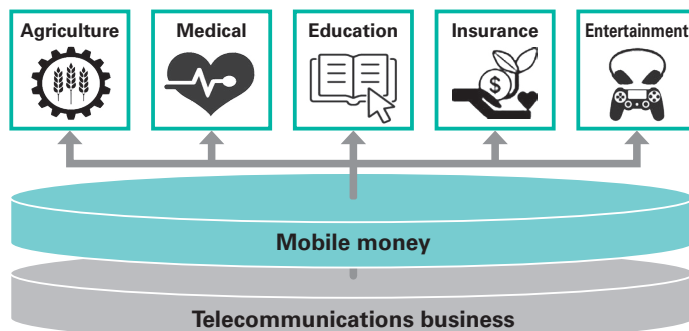 Agriculture
Medical
Education
Insurance
Entertainment
$
Mobile money
Telecommunications business